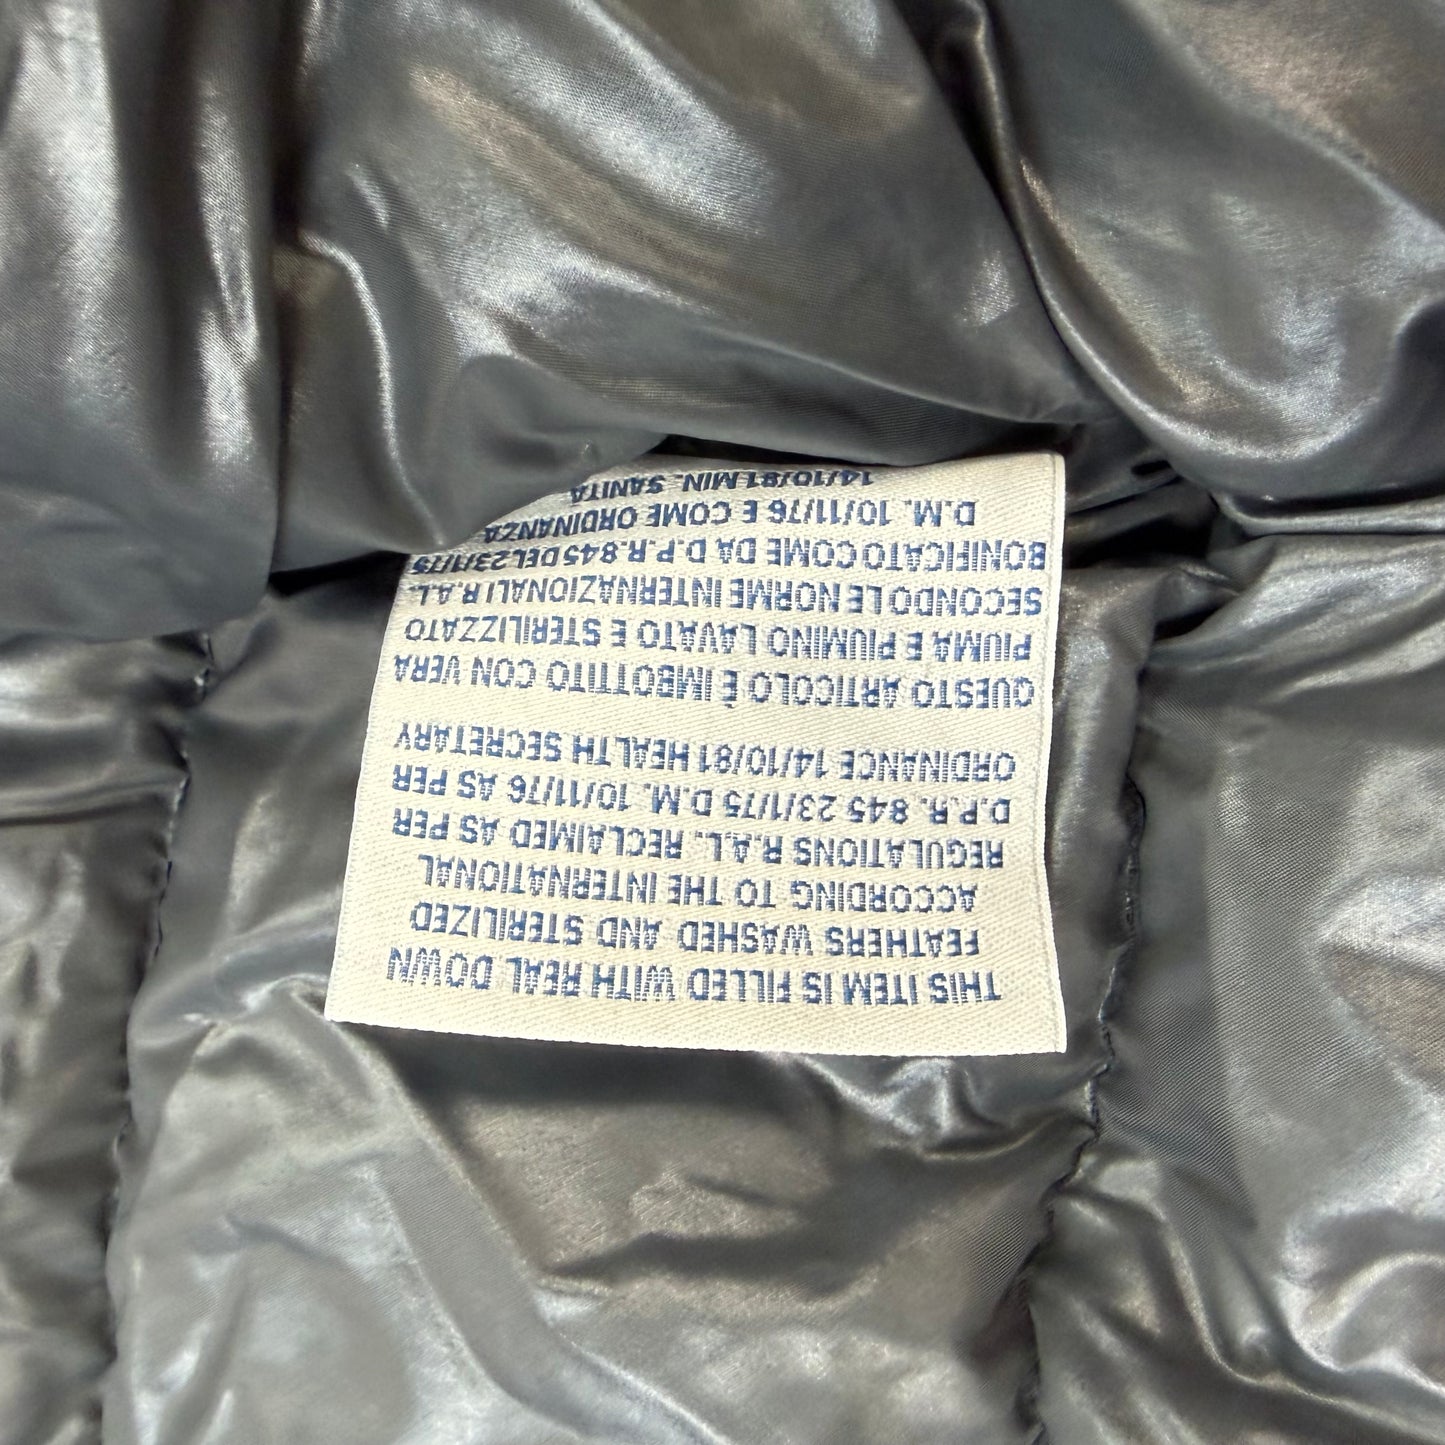 THIS ITEM IS FILLED WITH REAL DOWN
FEATHERS WASHED AND STERILIZED
ACCORDING TO THE INTERNATIONAL
REGULATIONS R.A.L. RECLAIMED AS PER
D.P.R. 845 23/1/75 D.M. 10/11/76 AS PER
ORDINANCE 14/10/81 HEALTH SECRETARY
QUESTO ARTICOLO È IMBOTTITO CON VERA
PIUMA E PIUMINO LAVATO E STERILIZZATO
SECONDO LE NORME INTERNAZIONALI R.A.L.
BONIFICATO COME DA D.P.R. 845 DEL 23/1/75
D.M. 10/11/76 E COME ORDINANZA
14/10/81 MIN. SANITÀ